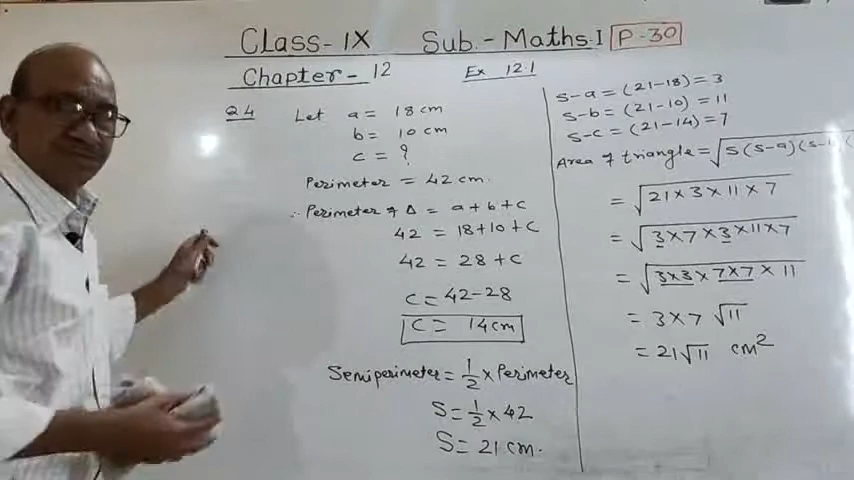 Class-IX Sub.-Maths.I P-30
Chapter-12 Ex 12.1
Q4 Let a = 18 cm
b = 10 cm
c = ?
Perimeter = 42 cm.
∴ Perimeter of Δ = a + b + c
42 = 18+10+c
42 = 28 + c
c = 42-28
c = 14cm
Semiperimeter = 1/2 × Perimeter
S = 1/2 × 42
S = 21 cm.
S-a = (21-18) = 3
S-b = (21-10) = 11
S-c = (21-14) = 7
Area of triangle = √S(S-a)(S-
= √21 × 3 × 11 × 7
= √3×7×3×11×7
= √3×3×7×7×11
= 3×7 √11
= 21√11 cm²